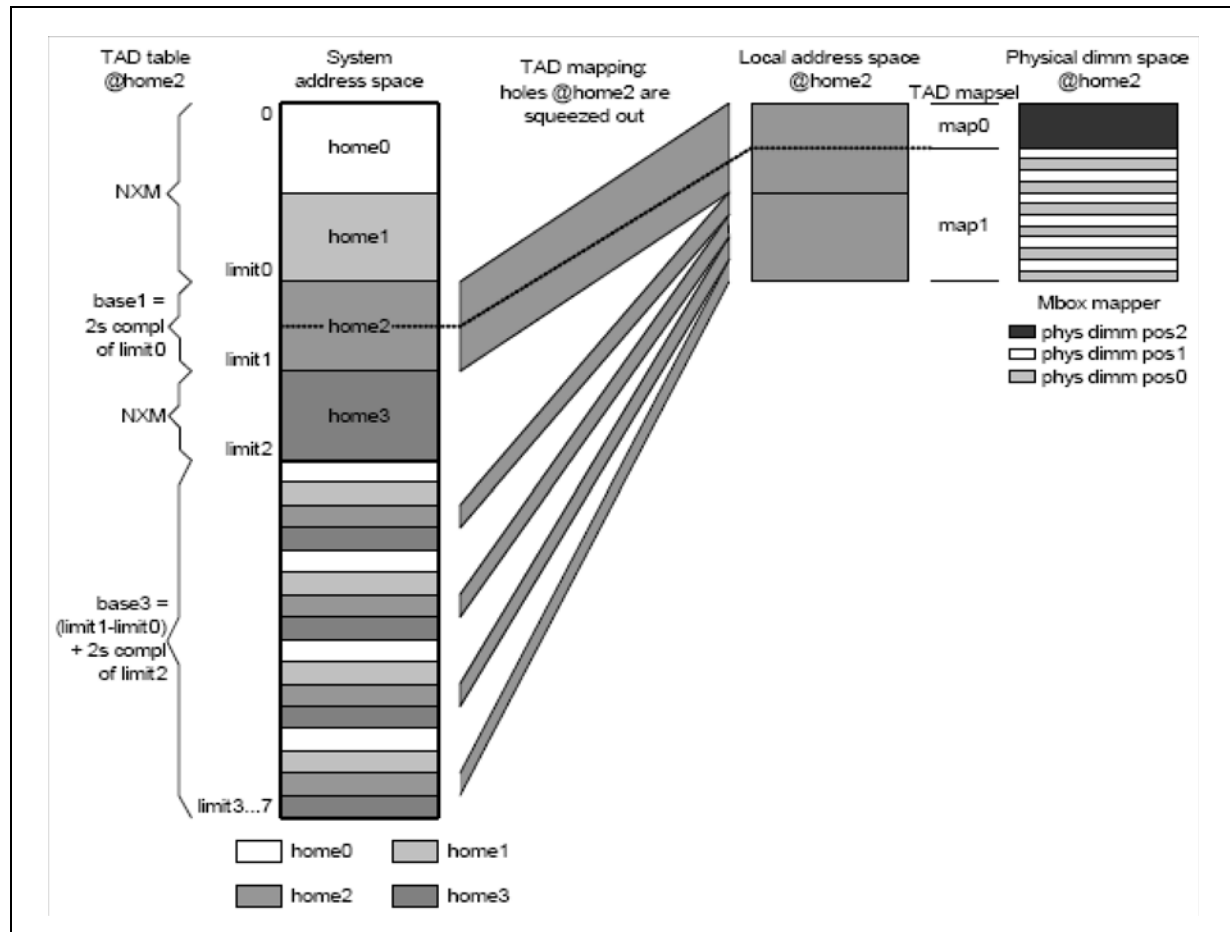 TAD table
@home2
System
address space
TAD mapping:
holes @home2 are
squeezed out
Local address space
@home2
TAD mapsel
Physical dimm space
@home2
0
home0
NXM
home1
limit0
base1 =
2s compl
of limit0
home2
limit1
NXM
home3
limit2
base3 =
(limit1-limit0)
+ 2s compl
of limit2
limit3...7
map0
map1
Mbox mapper
phys dimm pos2
phys dimm pos1
phys dimm pos0
home0
home1
home2
home3